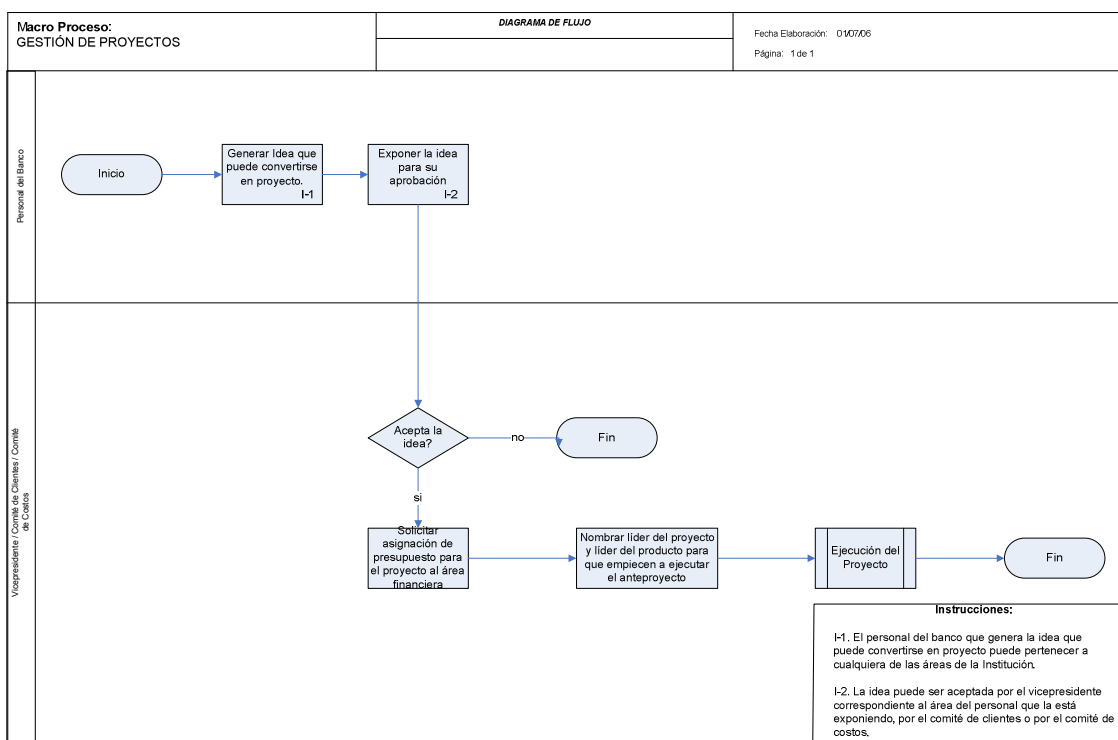 Macro Proceso:
GESTIÓN DE PROYECTOS
DIAGRAMA DE FLUJO
Fecha Elaboración: 01/07/06
Página: 1 de 1
Personal del Banco
Inicio
Generar Idea que
puede convertirse
en proyecto.
I-1
Exponer la idea
para su
aprobación
I-2
Vicepresidente / Comité de Clientes / Comité
de Costos
Acepta la
idea?
no
Fin
si
Solicitar
asignación de
presupuesto para
el proyecto al área
financiera
Nombrar líder del proyecto
y líder del producto para
que empiecen a ejecutar
el anteproyecto
Ejecución del
Proyecto
Fin
Instrucciones:
I-1. El personal del banco que genera la idea que
puede convertirse en proyecto puede pertenecer a
cualquiera de las áreas de la Institución.
I-2. La idea puede ser aceptada por el vicepresidente
correspondiente al área del personal que la está
exponiendo, por el comité de clientes o por el comité de
costos.